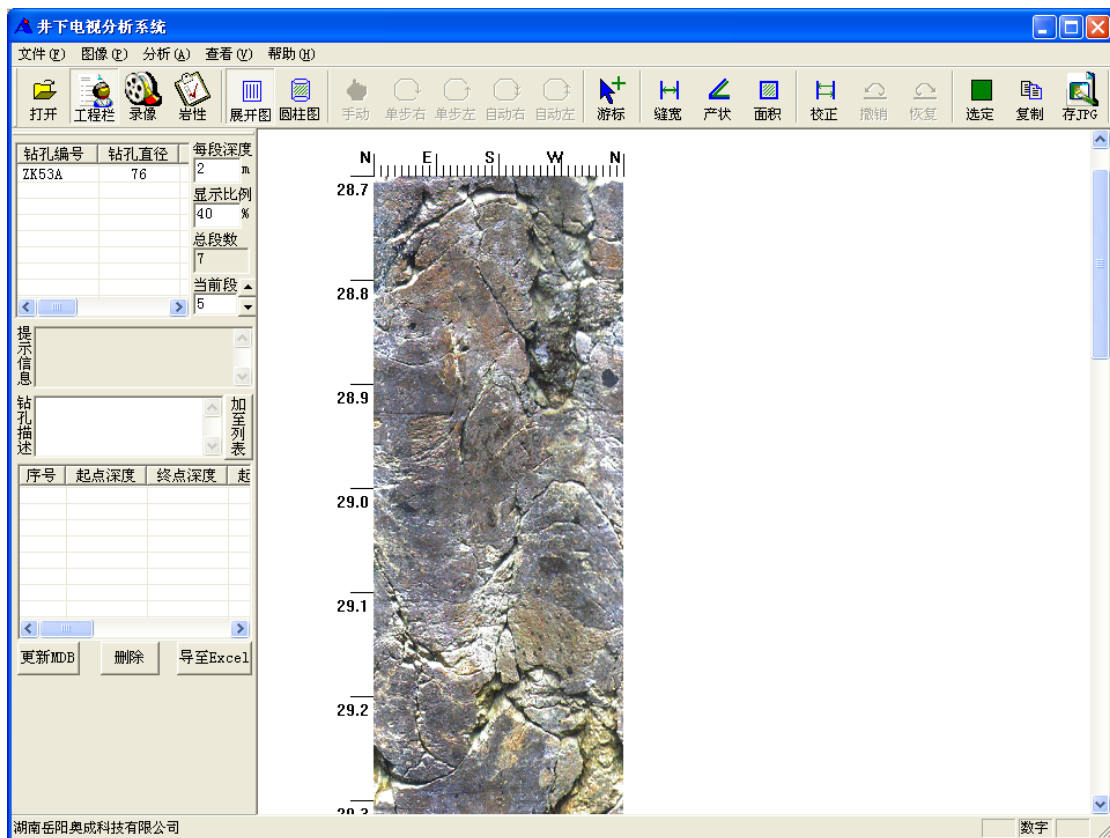 井下电视分析系统
文件(F) 图像(P) 分析(A) 查看(V) 帮助(H)
打开 工程栏 录像 岩性 展开图 圆柱图 手动 单步右 单步左 自动右 自动左 游标 缝宽 产状 面积 校正 撤销 恢复 选定 复制 存JPG
钻孔编号 钻孔直径
ZK53A 76
每段深度
2 m
显示比例
40 %
总段数
7
当前段
5
提示信息
钻孔描述
加至列表
序号 起点深度 终点深度 起
更新MDB 删除 导至Excel
N E S W N
28.7
28.8
28.9
29.0
29.1
29.2
29.3
湖南岳阳奥成科技有限公司 数字